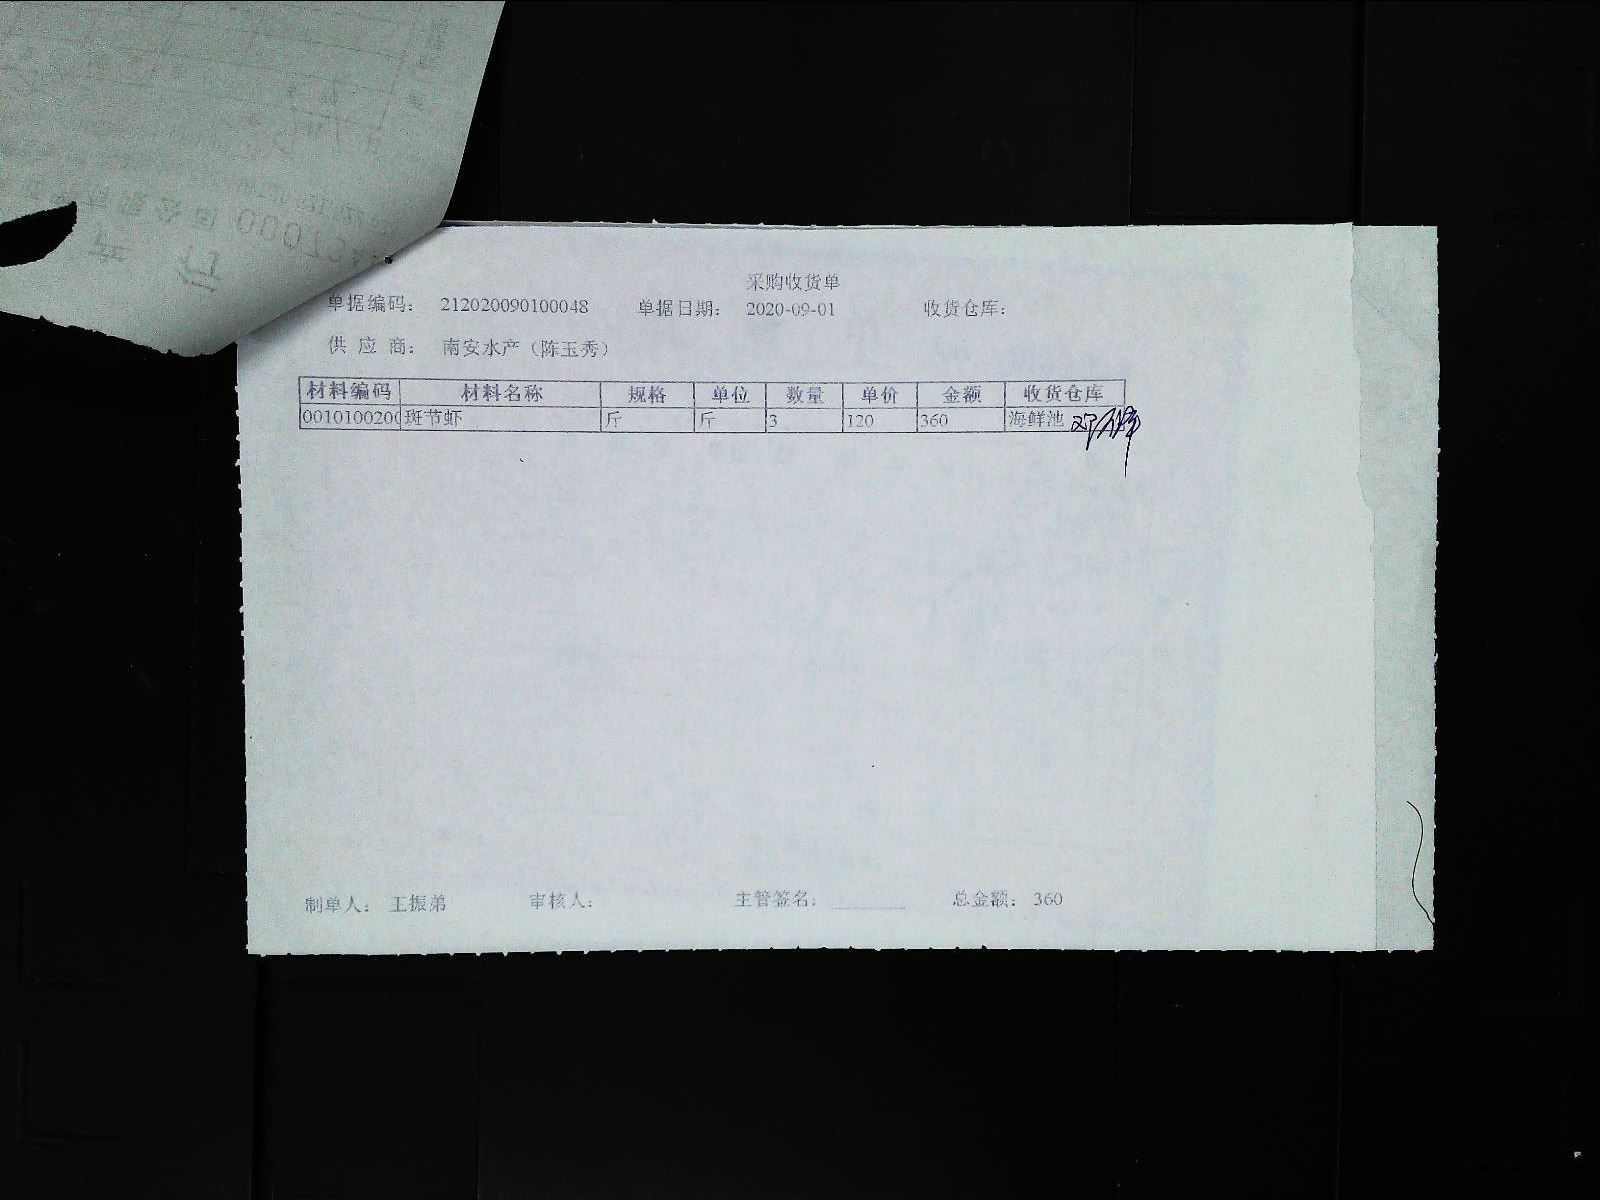 采购收货单
单据编码: 212020090100048 单据日期: 2020-09-01 收货仓库:
供应商: 南安水产（陈玉秀）
材料编码 材料名称 规格 单位 数量 单价 金额 收货仓库
0010100200 斑节虾 斤 斤 3 120 360 海鲜池
制单人: 王振弟 审核人: 主管签名: 总金额: 360